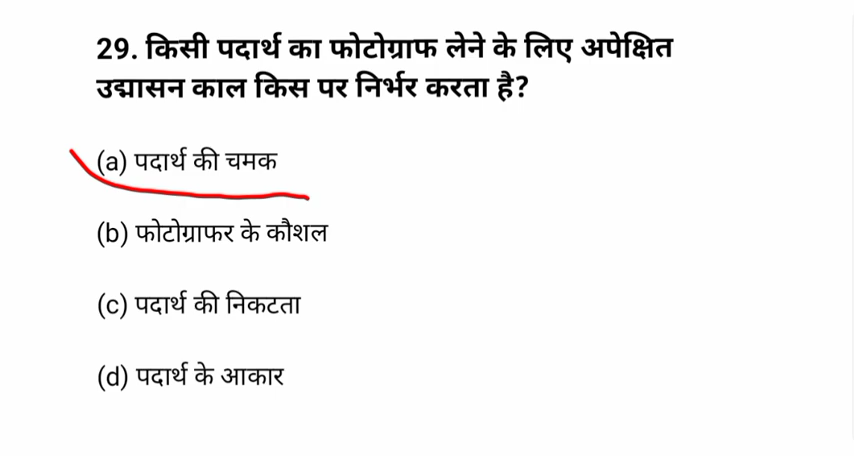 29. किसी पदार्थ का फोटोग्राफ लेने के लिए अपेक्षित
उद्मासन काल किस पर निर्भर करता है?
(a) पदार्थ की चमक
(b) फोटोग्राफर के कौशल
(c) पदार्थ की निकटता
(d) पदार्थ के आकार